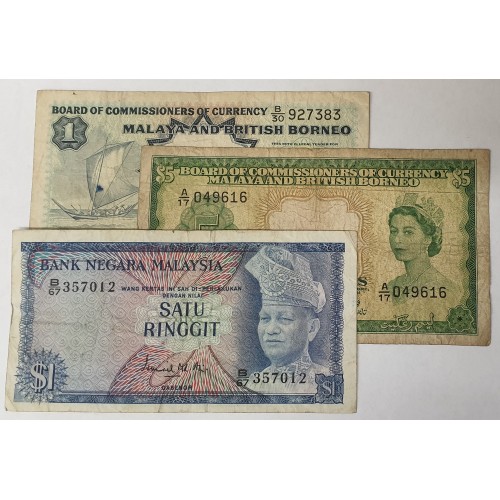 BOARD OF COMMISSIONERS OF CURRENCY B/30 927383
1 MALAYA AND BRITISH BORNEO
$5 BOARD OF COMMISSIONERS OF CURRENCY $5
MALAYA AND BRITISH BORNEO
A/17 049616
A/17 049616
BANK NEGARA MALAYSIA
B/67 357012
WANG KERTAS INI SAH DI-PERLAKUKAN
DENGAN NILAI
SATU
RINGGIT
$1
B/67 357012
$1
GABENOR